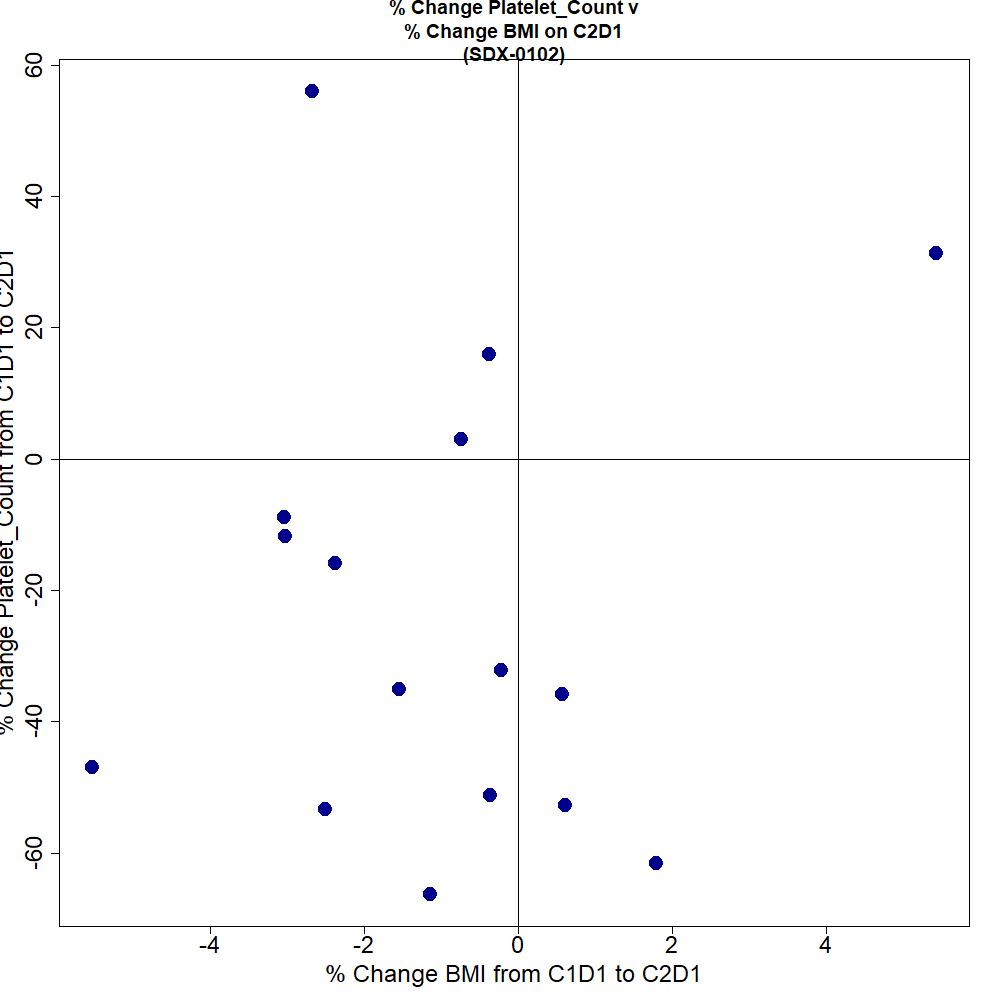 % Change Platelet_Count v
% Change BMI on C2D1
(SDX-0102)
60
40
20
0
-20
-40
-60
% Change Platelet_Count from C1D1 to C2D1
-4
-2
0
2
4
% Change BMI from C1D1 to C2D1